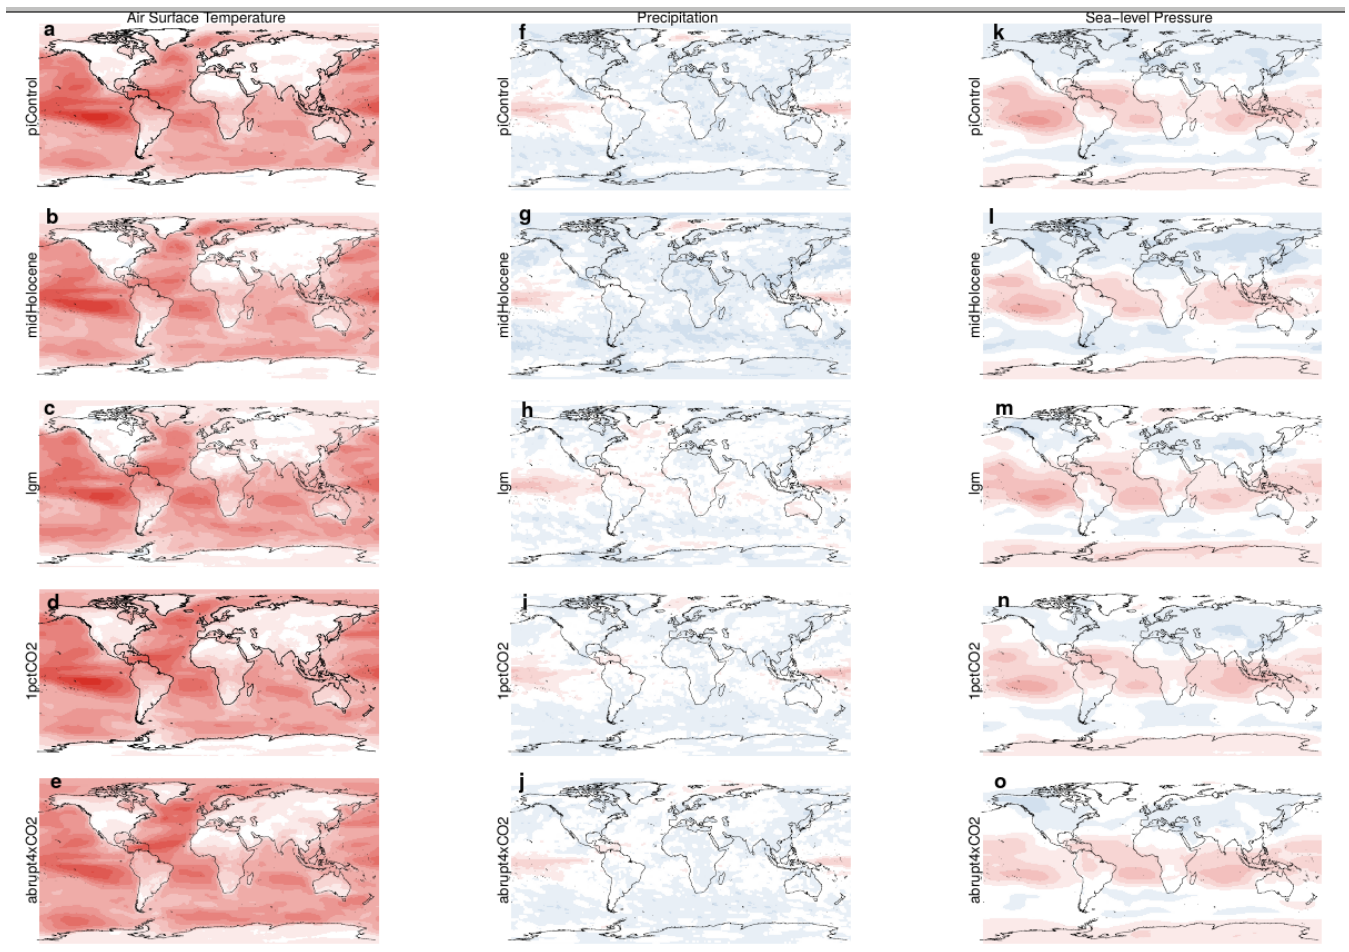 Air Surface Temperature Precipitation Sea−level Pressure
a f k
piControl piControl piControl
b g l
midHolocene midHolocene midHolocene
c h m
lgm lgm lgm
d i n
1pctCO2 1pctCO2 1pctCO2
e j o
abrupt4xCO2 abrupt4xCO2 abrupt4xCO2